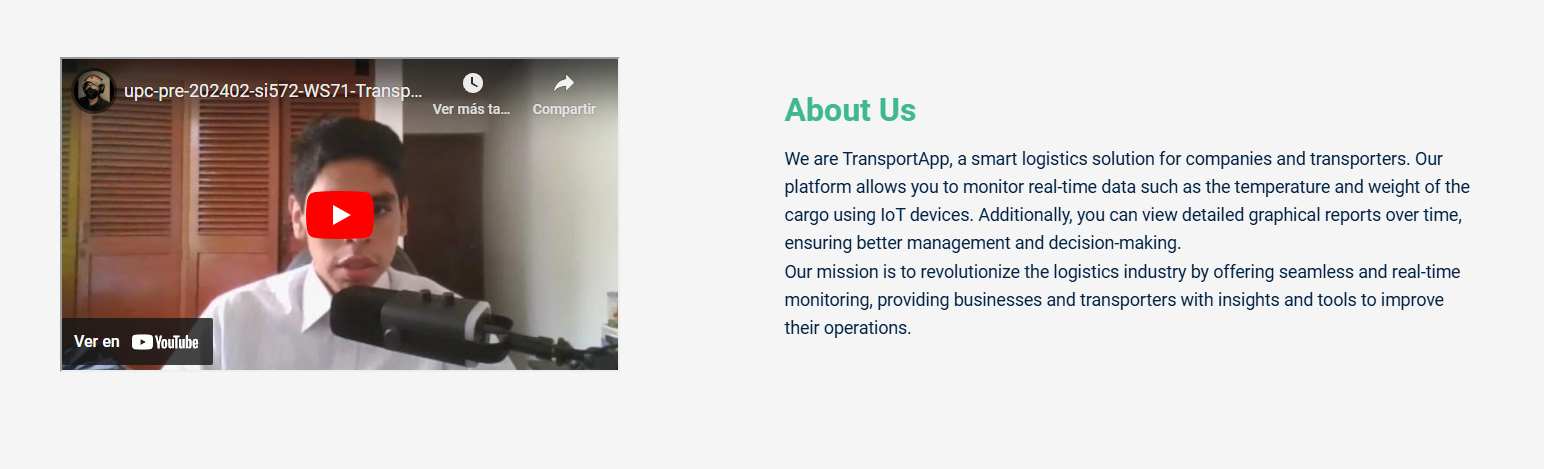 upc-pre-202402-si572-WS71-Transp...
Ver más ta...
Compartir
Ver en YouTube
About Us
We are TransportApp, a smart logistics solution for companies and transporters. Our
platform allows you to monitor real-time data such as the temperature and weight of the
cargo using IoT devices. Additionally, you can view detailed graphical reports over time,
ensuring better management and decision-making.
Our mission is to revolutionize the logistics industry by offering seamless and real-time
monitoring, providing businesses and transporters with insights and tools to improve
their operations.